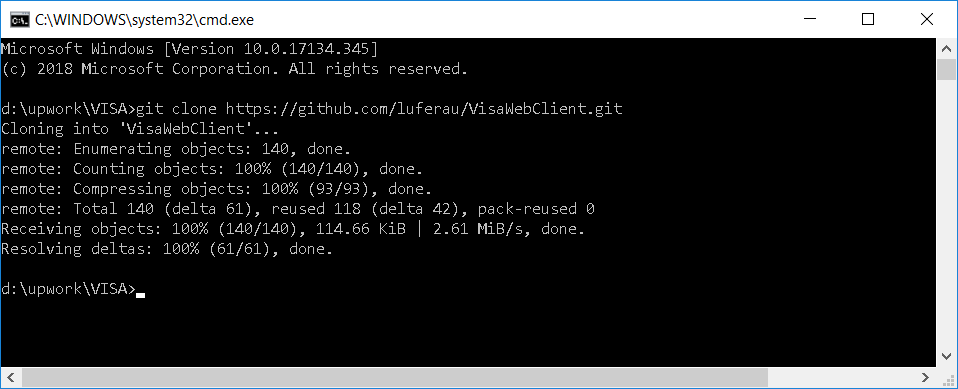 C:\WINDOWS\system32\cmd.exe
Microsoft Windows [Version 10.0.17134.345]
(c) 2018 Microsoft Corporation. All rights reserved.
d:\upwork\VISA>git clone https://github.com/luferau/VisaWebClient.git
Cloning into 'VisaWebClient'...
remote: Enumerating objects: 140, done.
remote: Counting objects: 100% (140/140), done.
remote: Compressing objects: 100% (93/93), done.
remote: Total 140 (delta 61), reused 118 (delta 42), pack-reused 0
Receiving objects: 100% (140/140), 114.66 KiB | 2.61 MiB/s, done.
Resolving deltas: 100% (61/61), done.
d:\upwork\VISA>